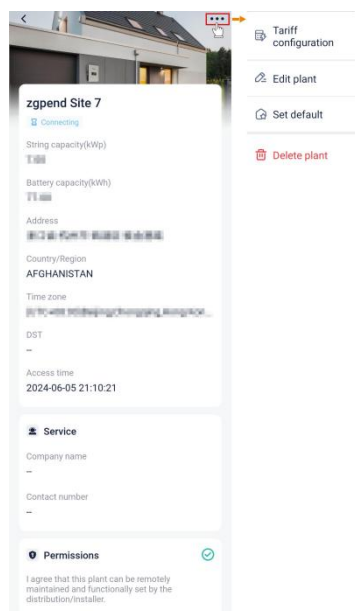 zgpend Site 7
Connecting
String capacity(kWp)
Battery capacity(kWh)
Address
Country/Region
AFGHANISTAN
Time zone
DST
--
Access time
2024-06-05 21:10:21
Service
Company name
--
Contact number
--
Permissions
I agree that this plant can be remotely
maintained and functionally set by the
distribution/installer.
Tariff
configuration
Edit plant
Set default
Delete plant